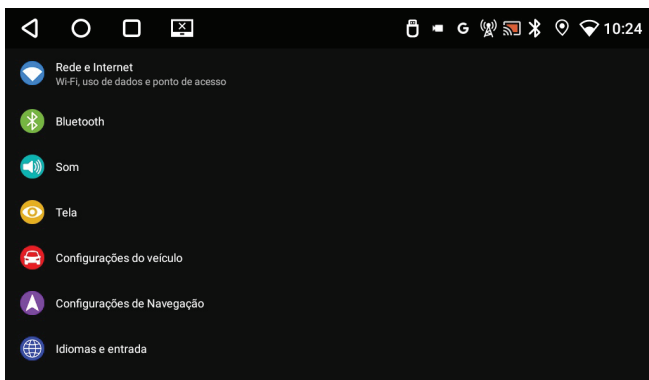 G 10:24
Rede e Internet
Wi-Fi, uso de dados e ponto de acesso
Bluetooth
Som
Tela
Configurações do veículo
Configurações de Navegação
Idiomas e entrada